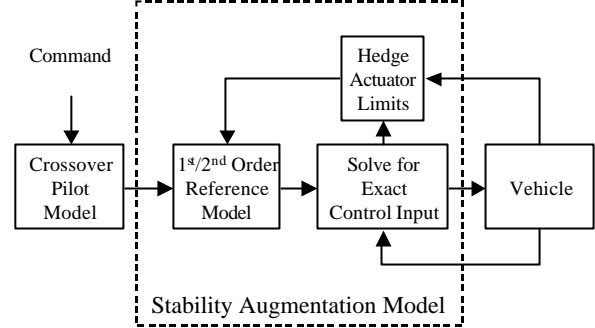 Command
Hedge
Actuator
Limits
Crossover
Pilot
Model
1st/2nd Order
Reference
Model
Solve for
Exact
Control Input
Vehicle
Stability Augmentation Model